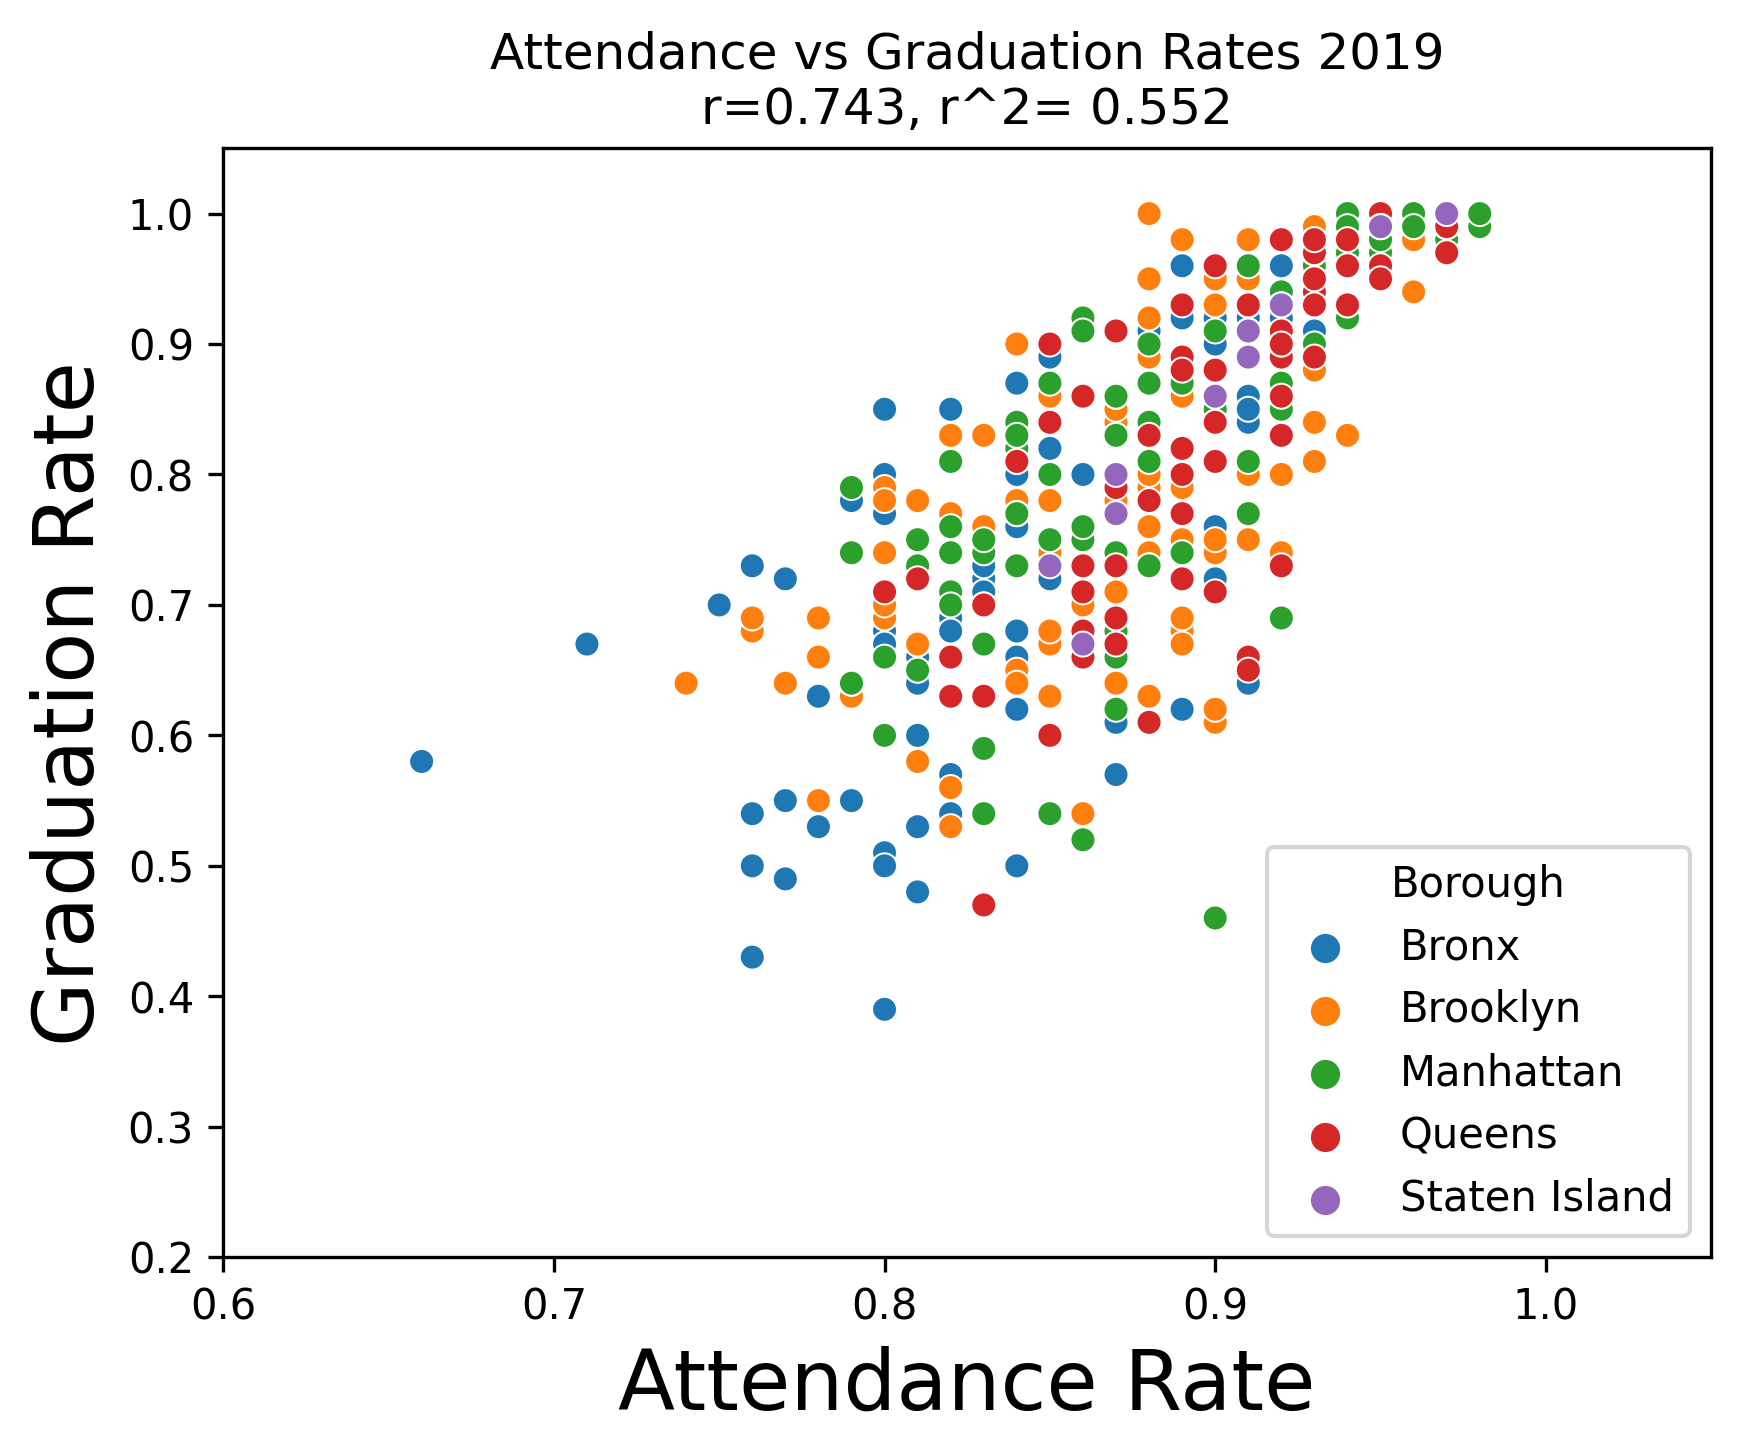 Attendance vs Graduation Rates 2019
r=0.743, r^2= 0.552
Graduation Rate
1.0
0.9
0.8
0.7
0.6
0.5
0.4
0.3
0.2
0.6 0.7 0.8 0.9 1.0
Attendance Rate
Borough
Bronx
Brooklyn
Manhattan
Queens
Staten Island